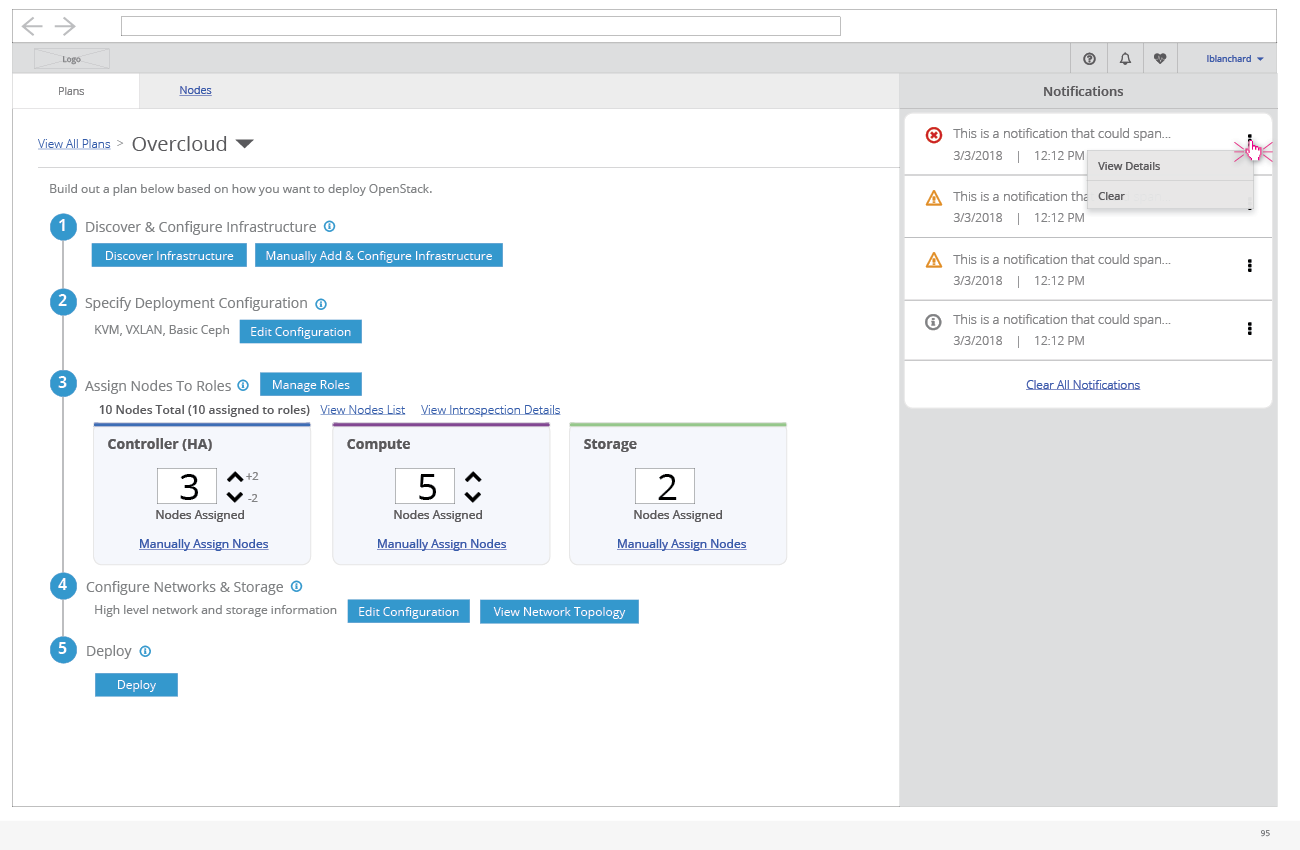 Logo
lblanchard
Plans
Nodes
Notifications
View All Plans > Overcloud
Build out a plan below based on how you want to deploy OpenStack.
1 Discover & Configure Infrastructure
Discover Infrastructure
Manually Add & Configure Infrastructure
2 Specify Deployment Configuration
KVM, VXLAN, Basic Ceph
Edit Configuration
3 Assign Nodes To Roles
Manage Roles
10 Nodes Total (10 assigned to roles) View Nodes List View Introspection Details
Controller (HA)
3
+2
-2
Nodes Assigned
Manually Assign Nodes
Compute
5
Nodes Assigned
Manually Assign Nodes
Storage
2
Nodes Assigned
Manually Assign Nodes
4 Configure Networks & Storage
High level network and storage information
Edit Configuration
View Network Topology
5 Deploy
Deploy
This is a notification that could span...
3/3/2018 | 12:12 PM
View Details
Clear
This is a notification that could span...
3/3/2018 | 12:12 PM
This is a notification that could span...
3/3/2018 | 12:12 PM
This is a notification that could span...
3/3/2018 | 12:12 PM
Clear All Notifications
95